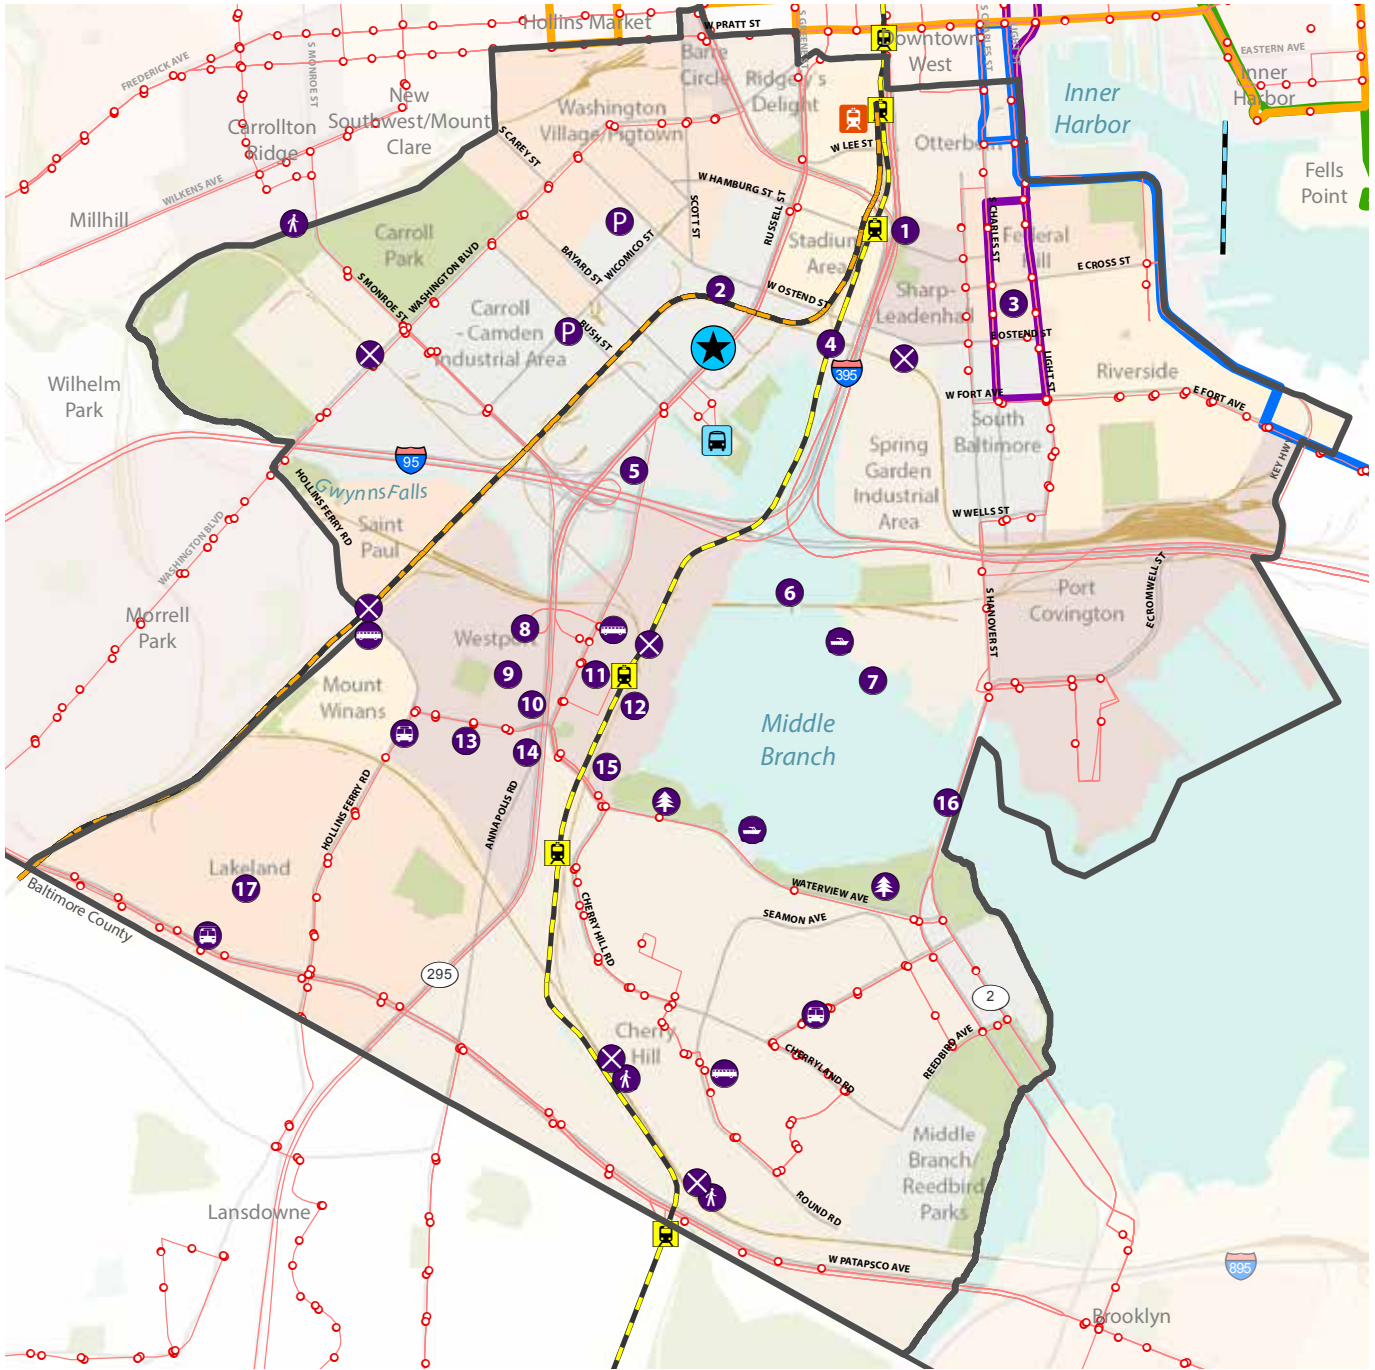 Hollins Market
W PRATT ST
S GREENE ST
S CHARLES ST
LIGHT ST
Downtown
West
EASTERN AVE
Inner
Harbor
FREDERICK AVE
S MONROE ST
Barre
Circle
Ridgely's
Delight
New
Southwest/Mount
Clare
Carrollton
Ridge
Washington
Village/Pigtown
Inner
Harbor
Otterbein
W LEE ST
S CAREY ST
Fells
Point
WILKENS AVE
Millhill
W HAMBURG ST
SCOTT ST
RUSSELL ST
Carroll
Park
P
BAYARD ST
WICOMICO ST
Stadium
Area
1
S CHARLES ST
Federal
Hill
E CROSS ST
WASHINGTON BLVD
S MONROE ST
2
W OSTEND ST
Sharp-
Leadenhall
3
Carroll
- Camden
Industrial Area
P
BUSH ST
4
E OSTEND ST
LIGHT ST
395
Riverside
Wilhelm
Park
W FORT AVE
E FORT AVE
South
Baltimore
Spring
Garden
Industrial
Area
KEY HWY
95
5
Gwynns Falls
HOLLINS FERRY RD
W WELLS ST
Saint
Paul
WASHINGTON BLVD
Port
Covington
E CROMWELL ST
S HANOVER ST
6
Morrell
Park
8
Westport
7
9
11
Mount
Winans
10
12
Middle
Branch
13
14
15
ANNAPOLIS RD
HOLLINS FERRY RD
16
Lakeland
17
Baltimore County
WATERVIEW AVE
SEAMON AVE
CHERRY HILL RD
295
2
Cherry
Hill
CHERRYLAND RD
REEDBIRD AVE
Middle
Branch/
Reedbird
Parks
ROUND RD
Lansdowne
W PATAPSCO AVE
895
Brooklyn